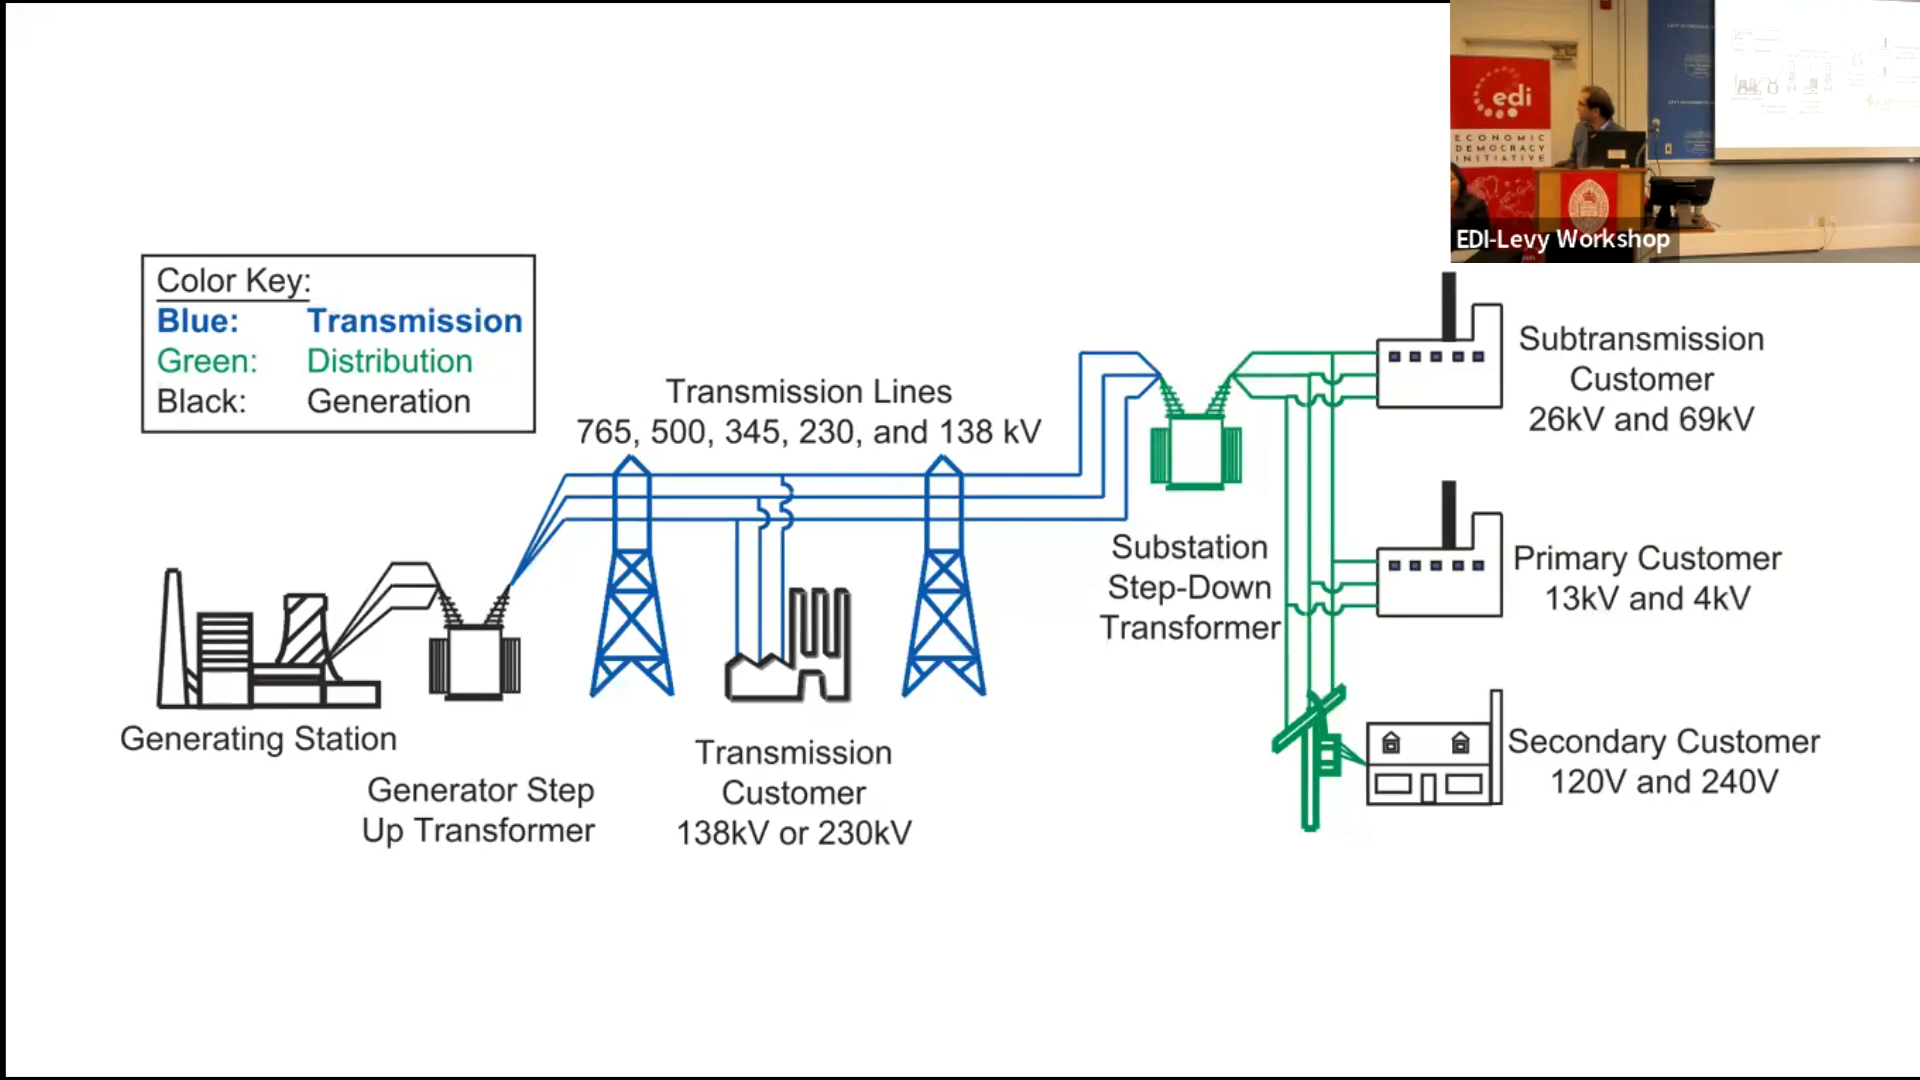 edi
ECONOMIC
DEMOCRACY
INITIATIVE
EDI-Levy Workshop
Color Key:
Blue: Transmission
Green: Distribution
Black: Generation
Transmission Lines
765, 500, 345, 230, and 138 kV
Subtransmission
Customer
26kV and 69kV
Substation
Step-Down
Transformer
Primary Customer
13kV and 4kV
Generating Station
Generator Step
Up Transformer
Transmission
Customer
138kV or 230kV
Secondary Customer
120V and 240V